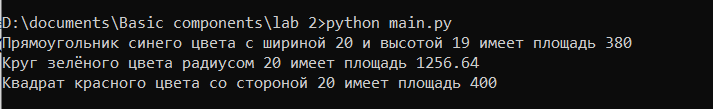 D:\documents\Basic components\lab 2>python main.py
Прямоугольник синего цвета с шириной 20 и высотой 19 имеет площадь 380
Круг зелёного цвета радиусом 20 имеет площадь 1256.64
Квадрат красного цвета со стороной 20 имеет площадь 400